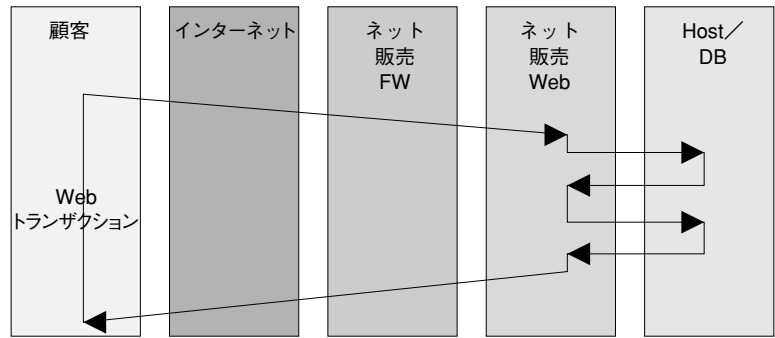 顧客
インターネット
ネット
販売
FW
ネット
販売
Web
Host／
DB
Web
トランザクション